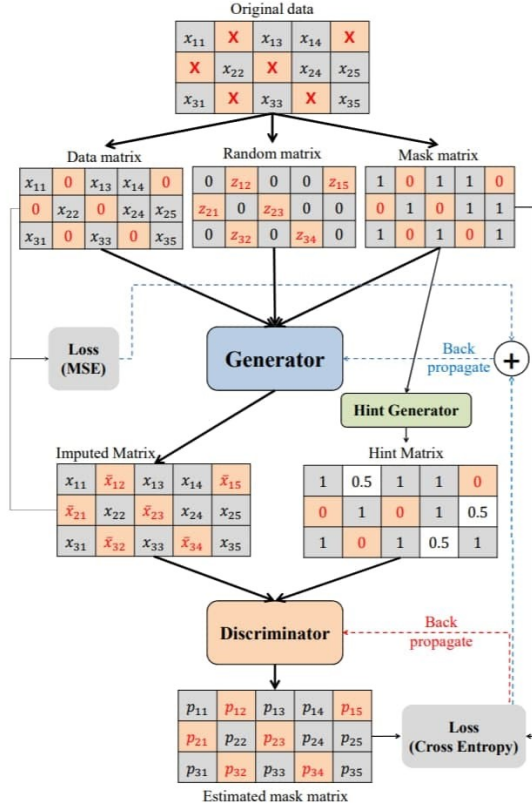 Original data
x₁₁ X x₁₃ x₁₄ X
X x₂₂ X x₂₄ x₂₅
x₃₁ X x₃₃ X x₃₅
Data matrix
x₁₁ 0 x₁₃ x₁₄ 0
0 x₂₂ 0 x₂₄ x₂₅
x₃₁ 0 x₃₃ 0 x₃₅
Random matrix
0 z₁₂ 0 0 z₁₅
z₂₁ 0 z₂₃ 0 0
0 z₃₂ 0 z₃₄ 0
Mask matrix
1 0 1 1 0
0 1 0 1 1
1 0 1 0 1
Loss
(MSE)
Generator
Back
propagate
+
Hint Generator
Imputed Matrix
x₁₁ x̄₁₂ x₁₃ x₁₄ x̄₁₅
x̄₂₁ x₂₂ x̄₂₃ x₂₄ x₂₅
x₃₁ x̄₃₂ x₃₃ x̄₃₄ x₃₅
Hint Matrix
1 0.5 1 1 0
0 1 0 1 0.5
1 0 1 0.5 1
Discriminator
Back
propagate
p₁₁ p₁₂ p₁₃ p₁₄ p₁₅
p₂₁ p₂₂ p₂₃ p₂₄ p₂₅
p₃₁ p₃₂ p₃₃ p₃₄ p₃₅
Estimated mask matrix
Loss
(Cross Entropy)